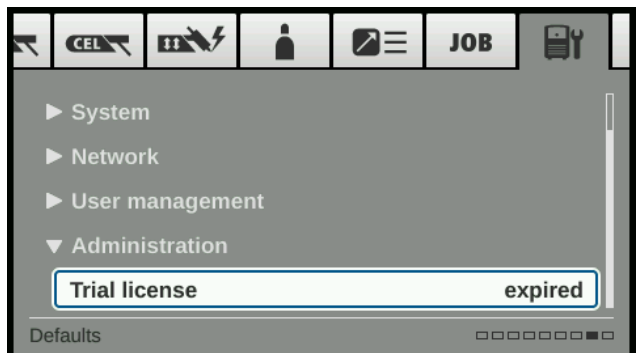 CEL
JOB
System
Network
User management
Administration
Trial license expired
Defaults